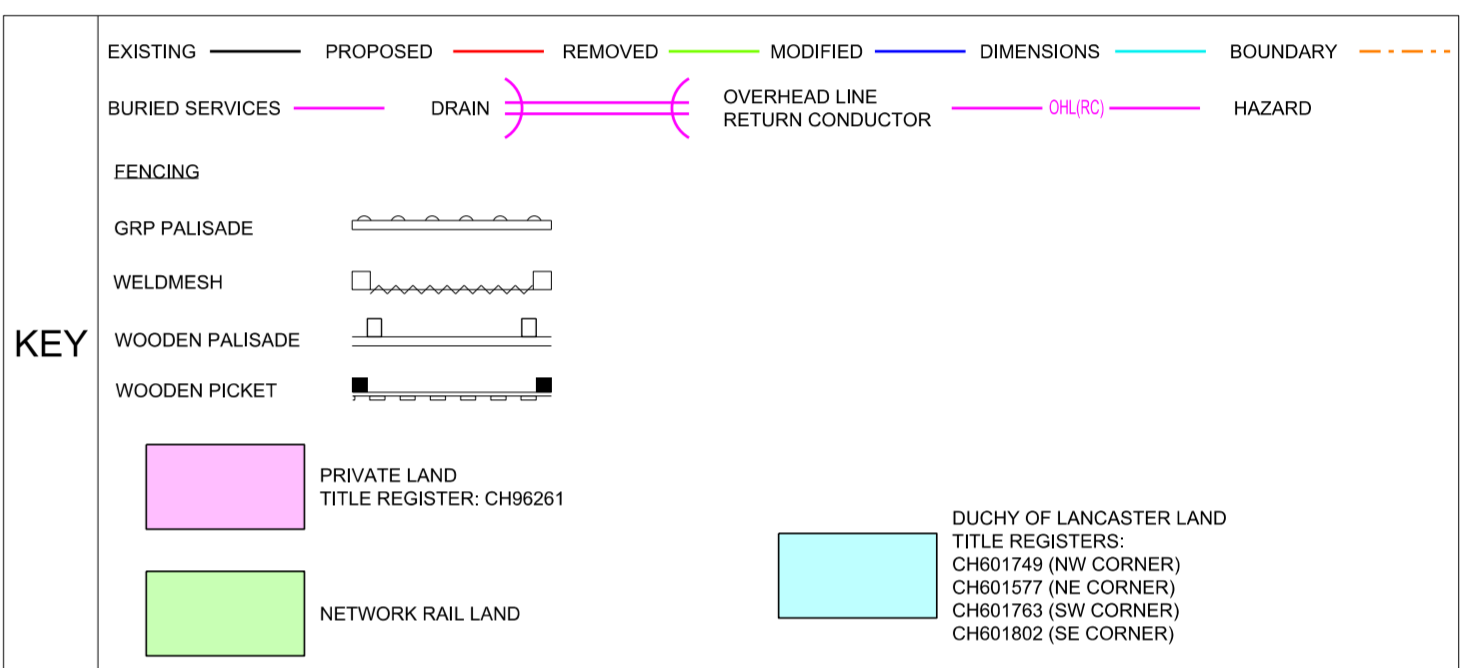 KEY
EXISTING PROPOSED REMOVED MODIFIED DIMENSIONS BOUNDARY
BURIED SERVICES DRAIN OVERHEAD LINE
RETURN CONDUCTOR OHL(RC) HAZARD
FENCING
GRP PALISADE
WELDMESH
WOODEN PALISADE
WOODEN PICKET
PRIVATE LAND
TITLE REGISTER: CH96261
NETWORK RAIL LAND
DUCHY OF LANCASTER LAND
TITLE REGISTERS:
CH601749 (NW CORNER)
CH601577 (NE CORNER)
CH601763 (SW CORNER)
CH601802 (SE CORNER)